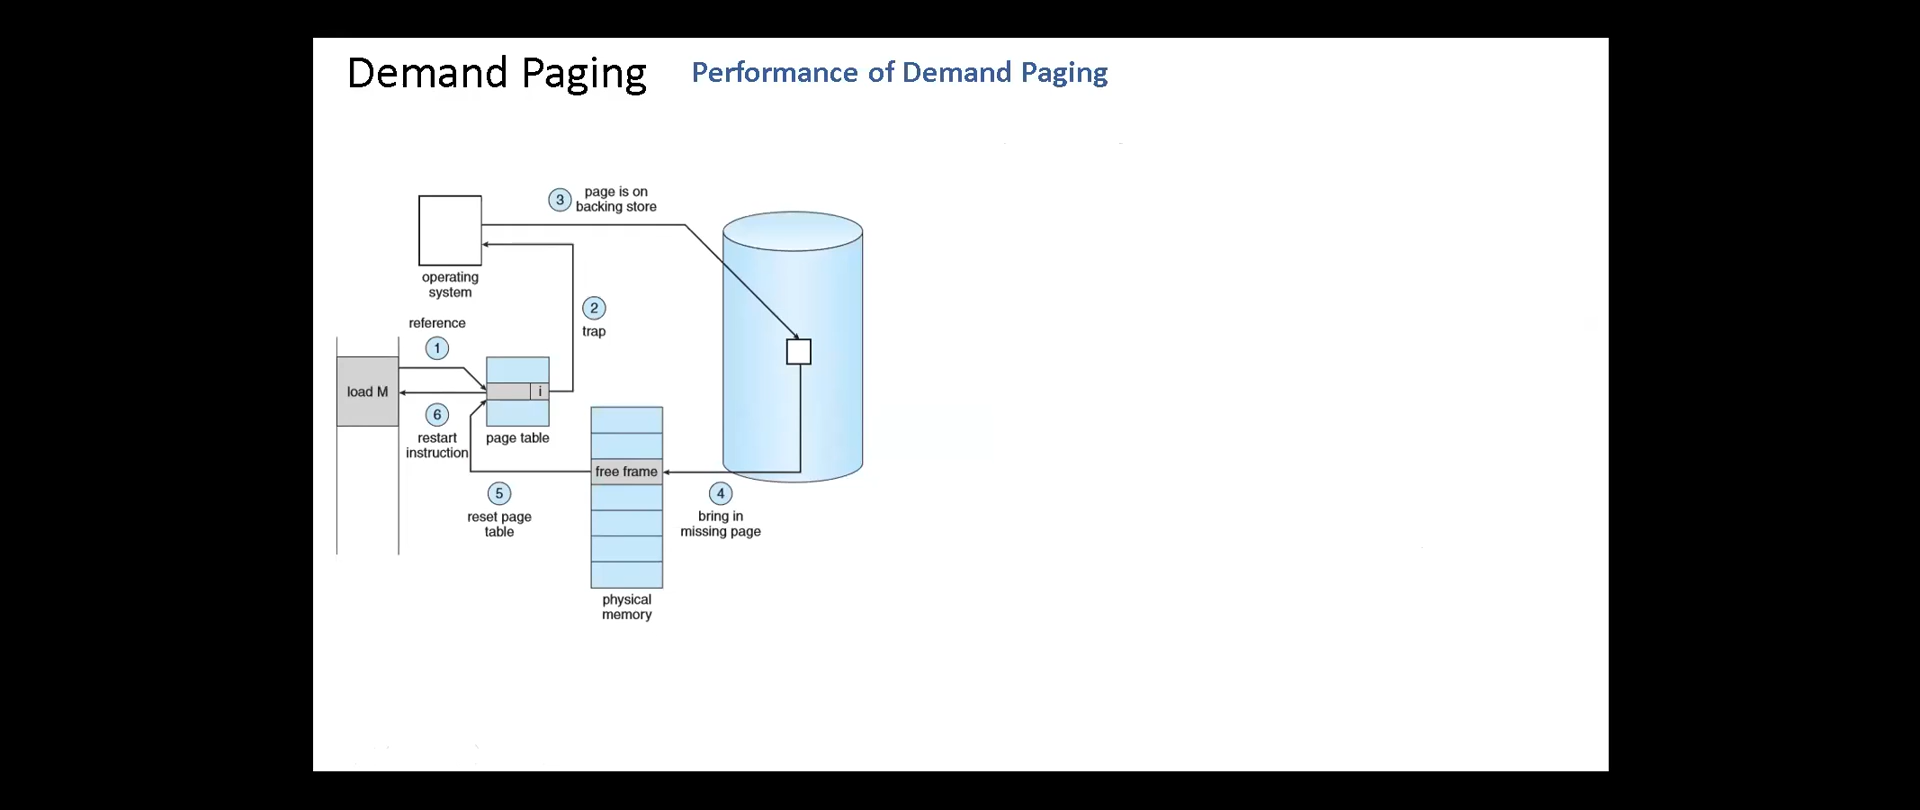 Demand Paging
Performance of Demand Paging
3
page is on
backing store
operating
system
2
trap
reference
1
load M
i
6
restart
instruction
page table
free frame
5
reset page
table
4
bring in
missing page
physical
memory